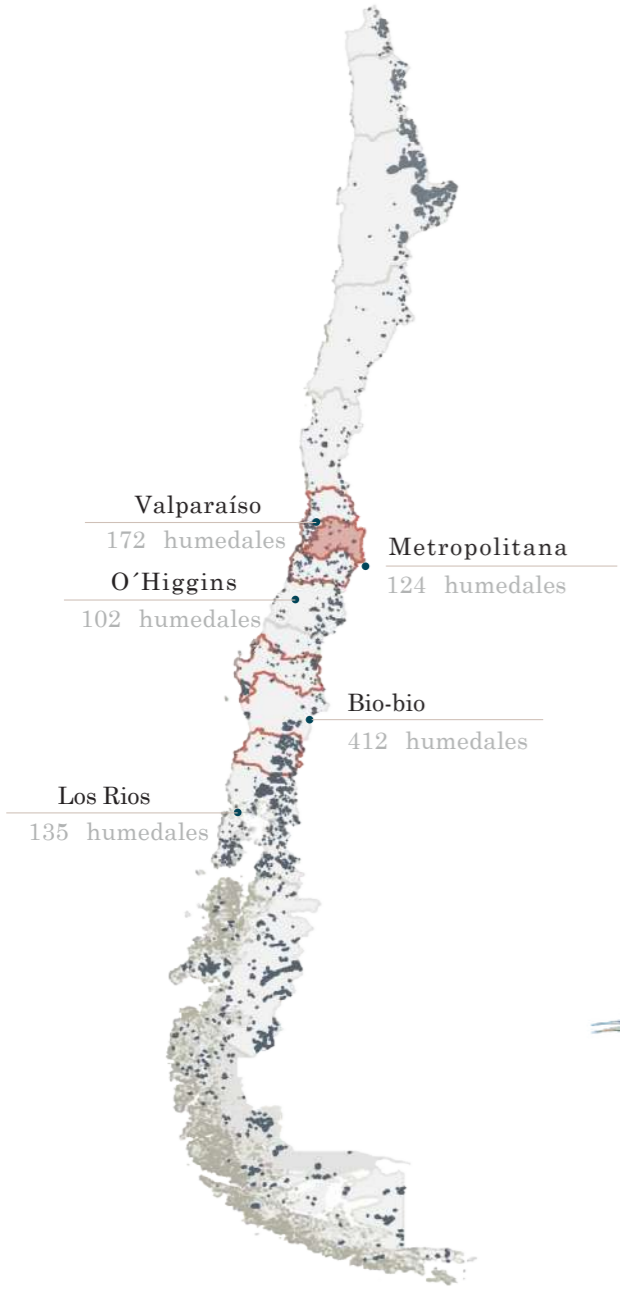 Valparaíso
172 humedales
Metropolitana
124 humedales
O´Higgins
102 humedales
Bio-bio
412 humedales
Los Rios
135 humedales